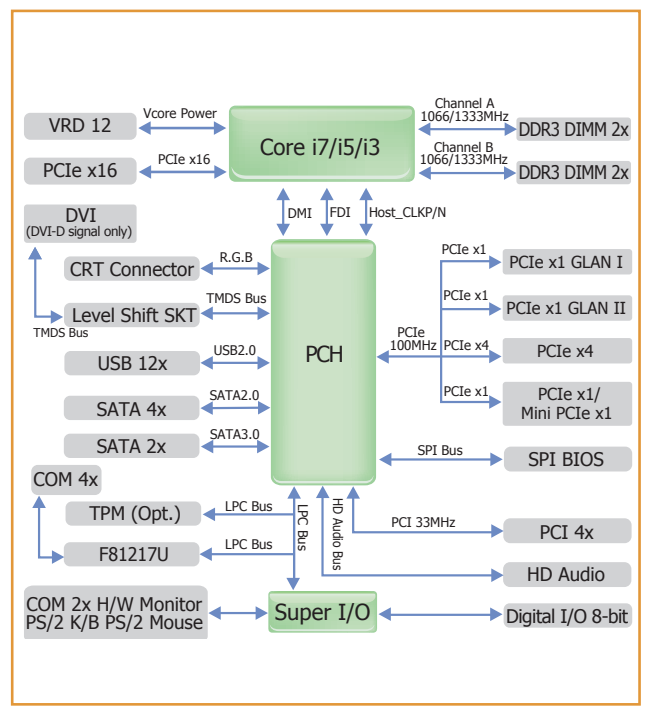 Channel A
1066/1333MHz
VRD 12
Vcore Power
Core i7/i5/i3
DDR3 DIMM 2x
Channel B
1066/1333MHz
PCIe x16
PCIe x16
DDR3 DIMM 2x
DMI
FDI
Host_CLKP/N
DVI
(DVI-D signal only)
CRT Connector
R.G.B
PCIe x1
PCIe x1 GLAN I
TMDS Bus
Level Shift SKT
TMDS Bus
PCIe x1
PCIe x1 GLAN II
PCH
PCIe
100MHz
PCIe x4
PCIe x4
USB 12x
USB2.0
PCIe x1
PCIe x1/
Mini PCIe x1
SATA 4x
SATA2.0
SATA 2x
SATA3.0
SPI Bus
SPI BIOS
COM 4x
TPM (Opt.)
LPC Bus
LPC Bus
HD Audio Bus
PCI 33MHz
PCI 4x
F81217U
LPC Bus
HD Audio
COM 2x H/W Monitor
PS/2 K/B PS/2 Mouse
Super I/O
Digital I/O 8-bit